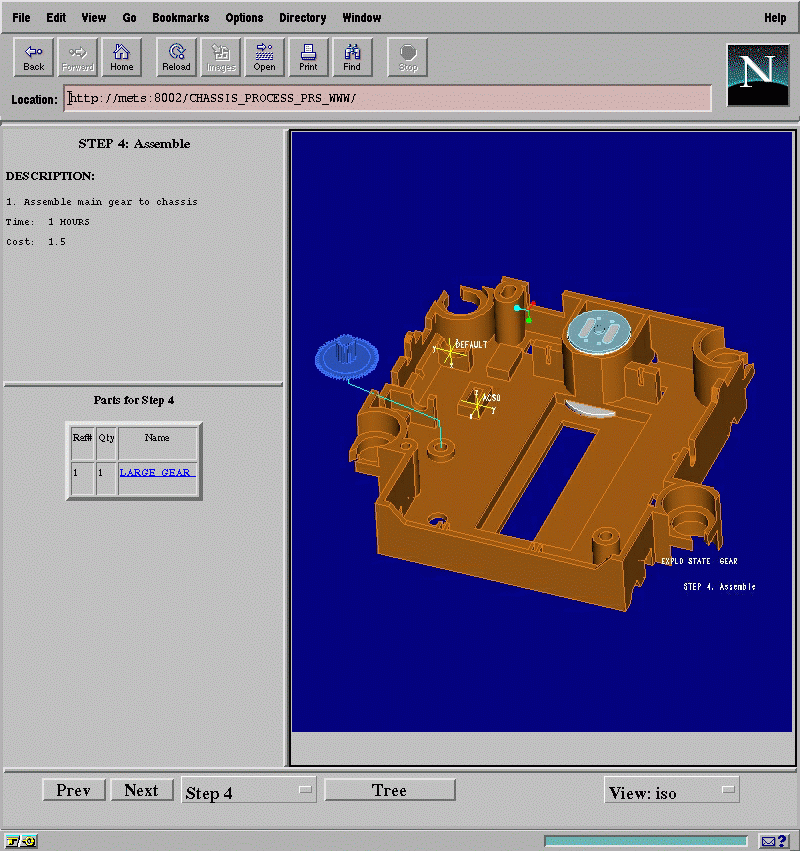 File Edit View Go Bookmarks Options Directory Window Help
Back Forward Home Reload Images Open Print Find Stop
N
Location: http://mets:8002/CHASSIS_PROCESS_PRS_WWW/
STEP 4: Assemble
DESCRIPTION:
1. Assemble main gear to chassis
Time: 1 HOURS
Cost: 1.5
Parts for Step 4
Ref# Qty Name
1 1 LARGE_GEAR
DEFAULT
Y
X
ACS0
Z
Y
X
EXPLD STATE GEAR
STEP 4. Assemble
Prev Next Step 4 Tree View: iso
?